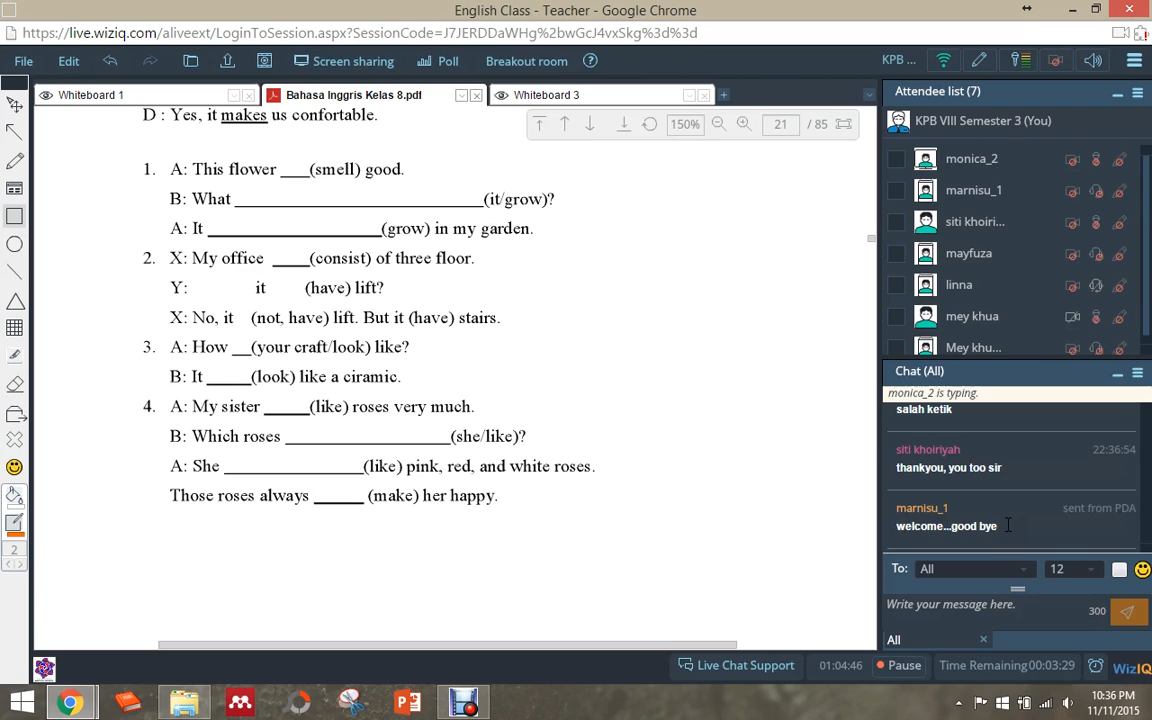 English Class - Teacher - Google Chrome
https://live.wiziq.com/aliveext/LoginToSession.aspx?SessionCode=J7JERDDaWHg%2bwGcJ4vxSkg%3d%3d
File Edit Screen sharing Poll Breakout room ? KPB ...
Whiteboard 1
Bahasa Inggris Kelas 8.pdf
Whiteboard 3
150% 21 / 85
D : Yes, it makes us confortable.
1. A: This flower ___(smell) good.
B: What _________________________(it/grow)?
A: It __________________(grow) in my garden.
2. X: My office ____(consist) of three floor.
Y: it (have) lift?
X: No, it (not, have) lift. But it (have) stairs.
3. A: How __(your craft/look) like?
B: It _____(look) like a ciramic.
4. A: My sister _____(like) roses very much.
B: Which roses _________________(she/like)?
A: She ______________(like) pink, red, and white roses.
Those roses always _____ (make) her happy.
2
Attendee list (7)
KPB VIII Semester 3 (You)
monica_2
marnisu_1
siti khoiri...
mayfuza
linna
mey khua
Mey khu...
Chat (All)
monica_2 is typing.
salah ketik
siti khoiriyah 22:36:54
thankyou, you too sir
marnisu_1 sent from PDA
welcome...good bye
To: All 12
Write your message here. 300
All
Live Chat Support 01:04:46 Pause Time Remaining 00:03:29 WizIQ
10:36 PM
11/11/2015